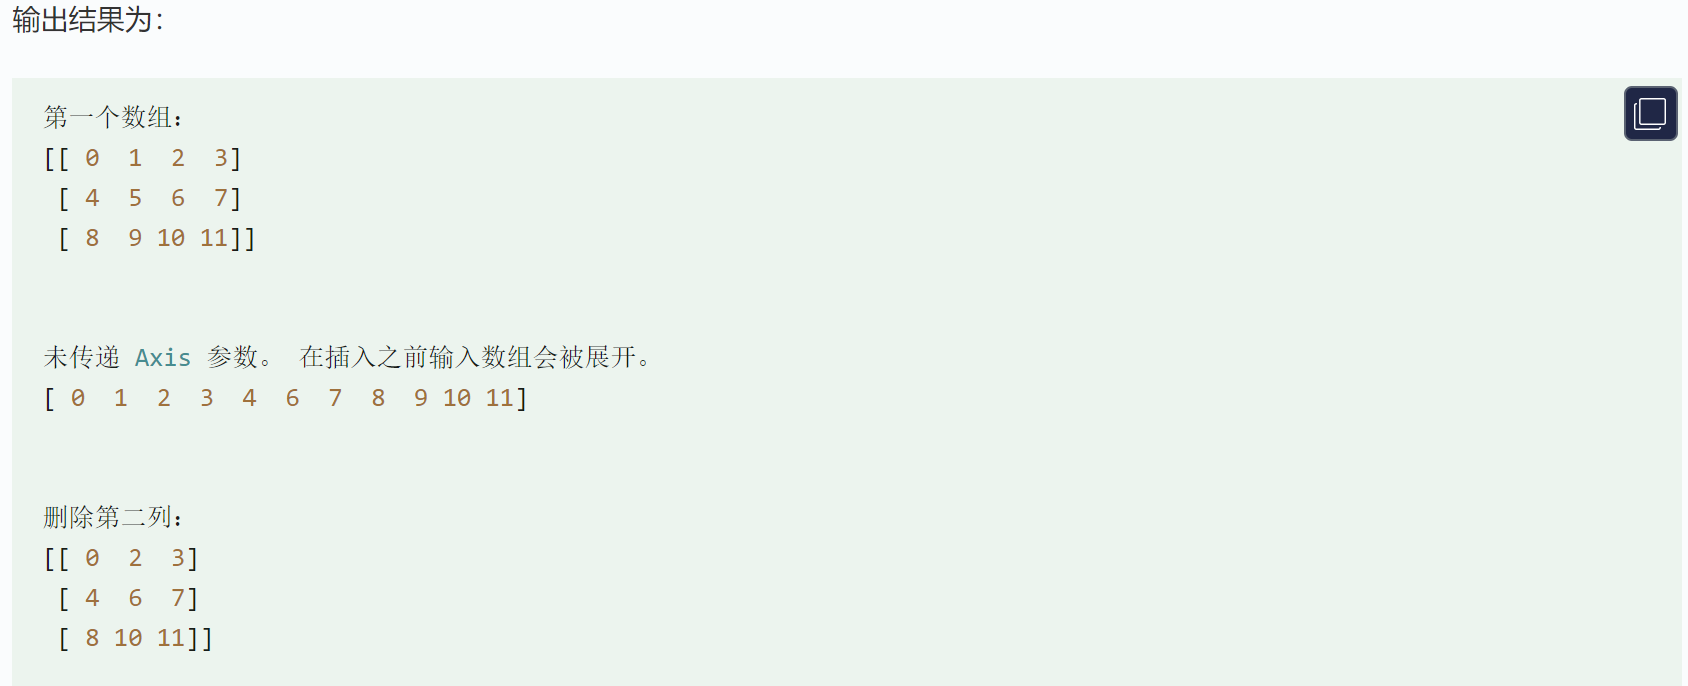 输出结果为：
第一个数组：
[[ 0  1  2  3]
 [ 4  5  6  7]
 [ 8  9 10 11]]
未传递 Axis 参数。 在插入之前输入数组会被展开。
[ 0  1  2  3  4  6  7  8  9 10 11]
删除第二列：
[[ 0  2  3]
 [ 4  6  7]
 [ 8 10 11]]